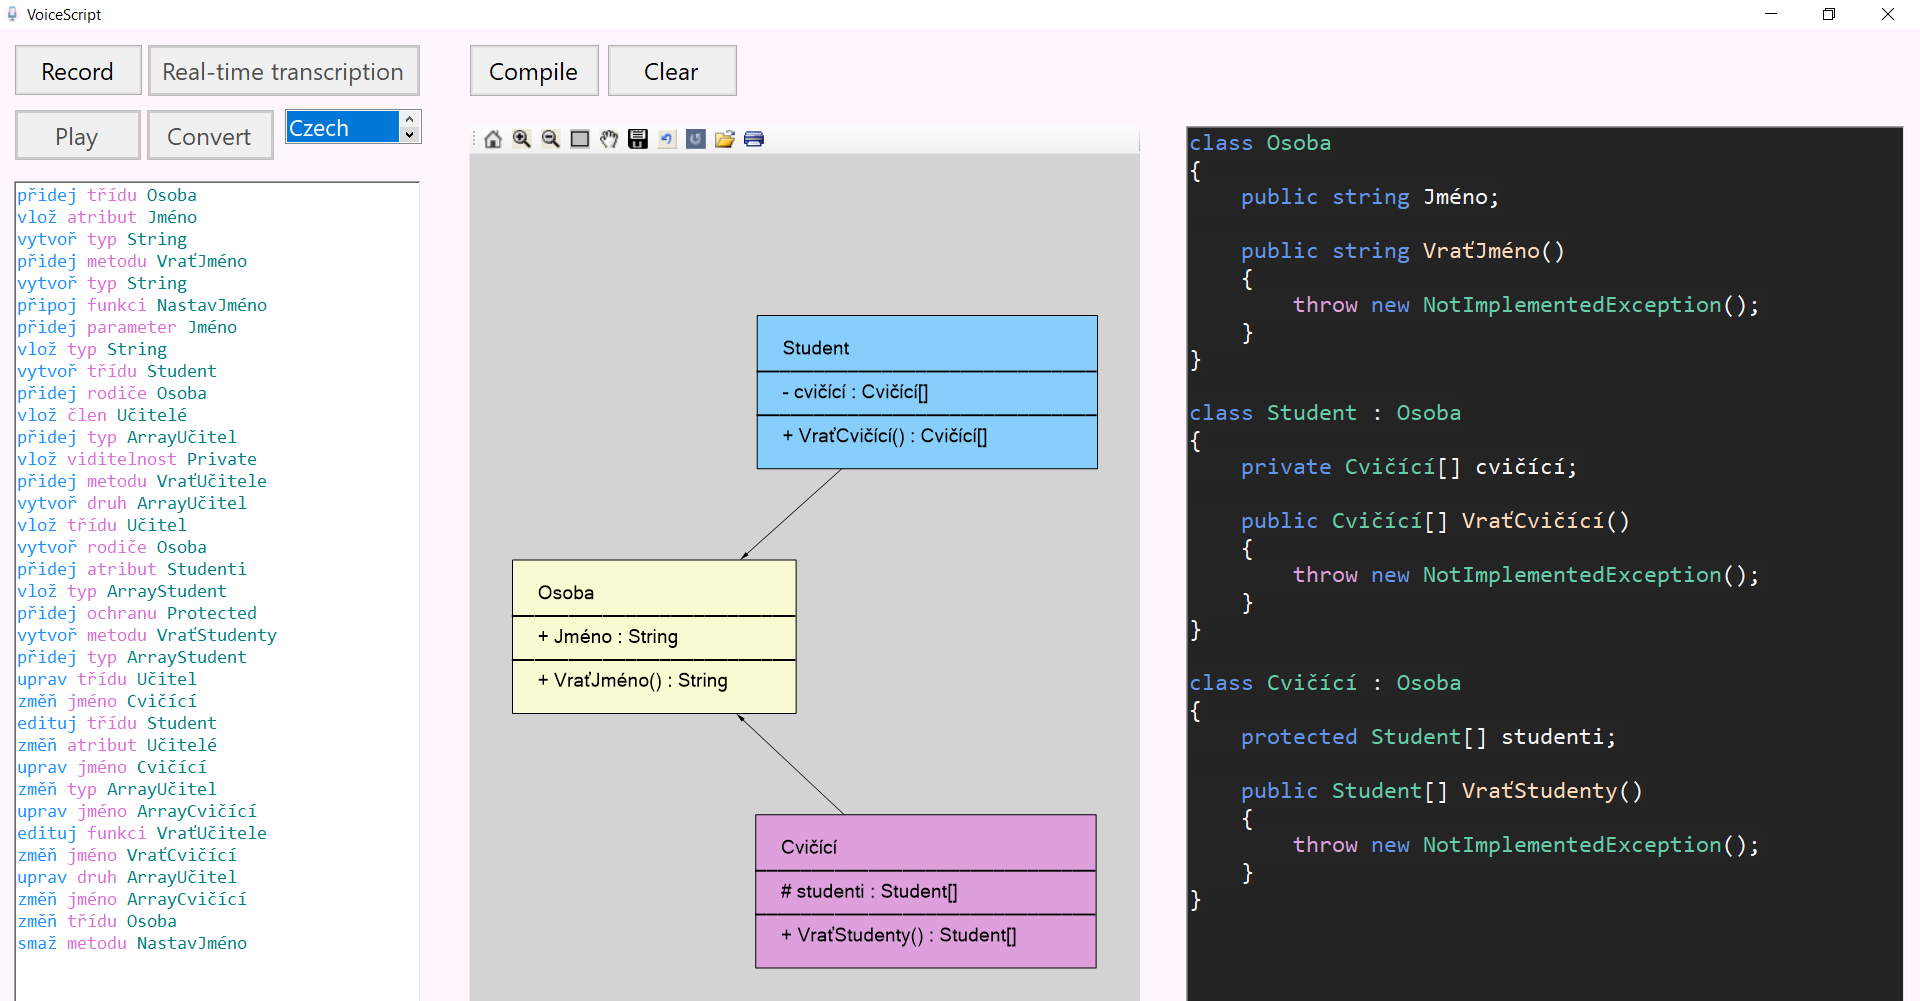 VoiceScript
Record
Real-time transcription
Compile
Clear
Play
Convert
Czech
přidej třídu Osoba
vlož atribut Jméno
vytvoř typ String
přidej metodu VraťJméno
vytvoř typ String
připoj funkci NastavJméno
přidej parameter Jméno
vlož typ String
vytvoř třídu Student
přidej rodiče Osoba
vlož člen Učitelé
přidej typ ArrayUčitel
vlož viditelnost Private
přidej metodu VraťUčitele
vytvoř druh ArrayUčitel
vlož třídu Učitel
vytvoř rodiče Osoba
přidej atribut Studenti
vlož typ ArrayStudent
přidej ochranu Protected
vytvoř metodu VraťStudenty
přidej typ ArrayStudent
uprav třídu Učitel
změň jméno Cvičící
edituj třídu Student
změň atribut Učitelé
uprav jméno Cvičící
změň typ ArrayUčitel
uprav jméno ArrayCvičící
edituj funkci VraťUčitele
změň jméno VraťCvičící
uprav druh ArrayUčitel
změň jméno ArrayCvičící
změň třídu Osoba
smaž metodu NastavJméno
Student
- cvičící : Cvičící[]
+ VraťCvičící() : Cvičící[]
Osoba
+ Jméno : String
+ VraťJméno() : String
Cvičící
# studenti : Student[]
+ VraťStudenty() : Student[]
class Osoba
{
    public string Jméno;
    public string VraťJméno()
    {
        throw new NotImplementedException();
    }
}
class Student : Osoba
{
    private Cvičící[] cvičící;
    public Cvičící[] VraťCvičící()
    {
        throw new NotImplementedException();
    }
}
class Cvičící : Osoba
{
    protected Student[] studenti;
    public Student[] VraťStudenty()
    {
        throw new NotImplementedException();
    }
}